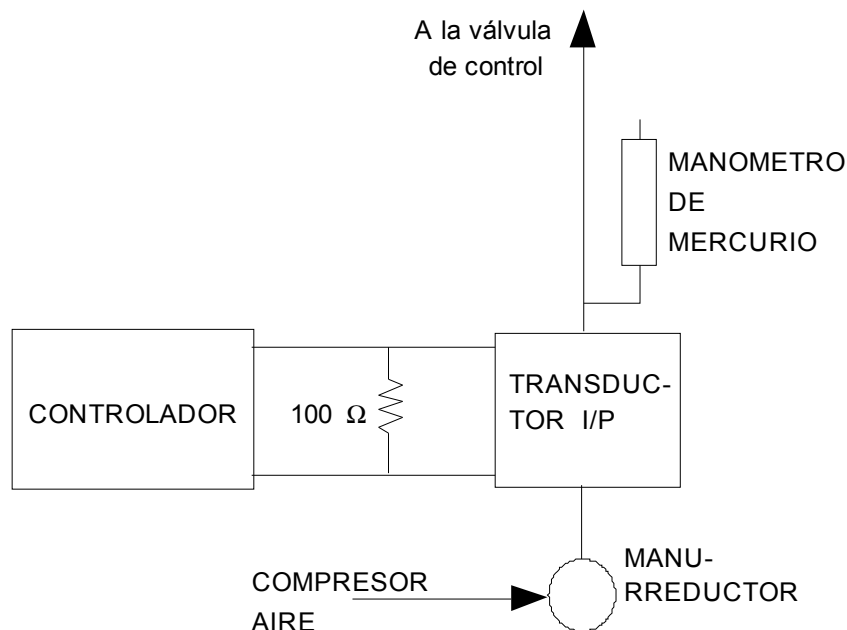 A la válvula
de control
MANOMETRO
DE
MERCURIO
CONTROLADOR
100 Ω
TRANSDUC-
TOR I/P
COMPRESOR
AIRE
MANU-
RREDUCTOR